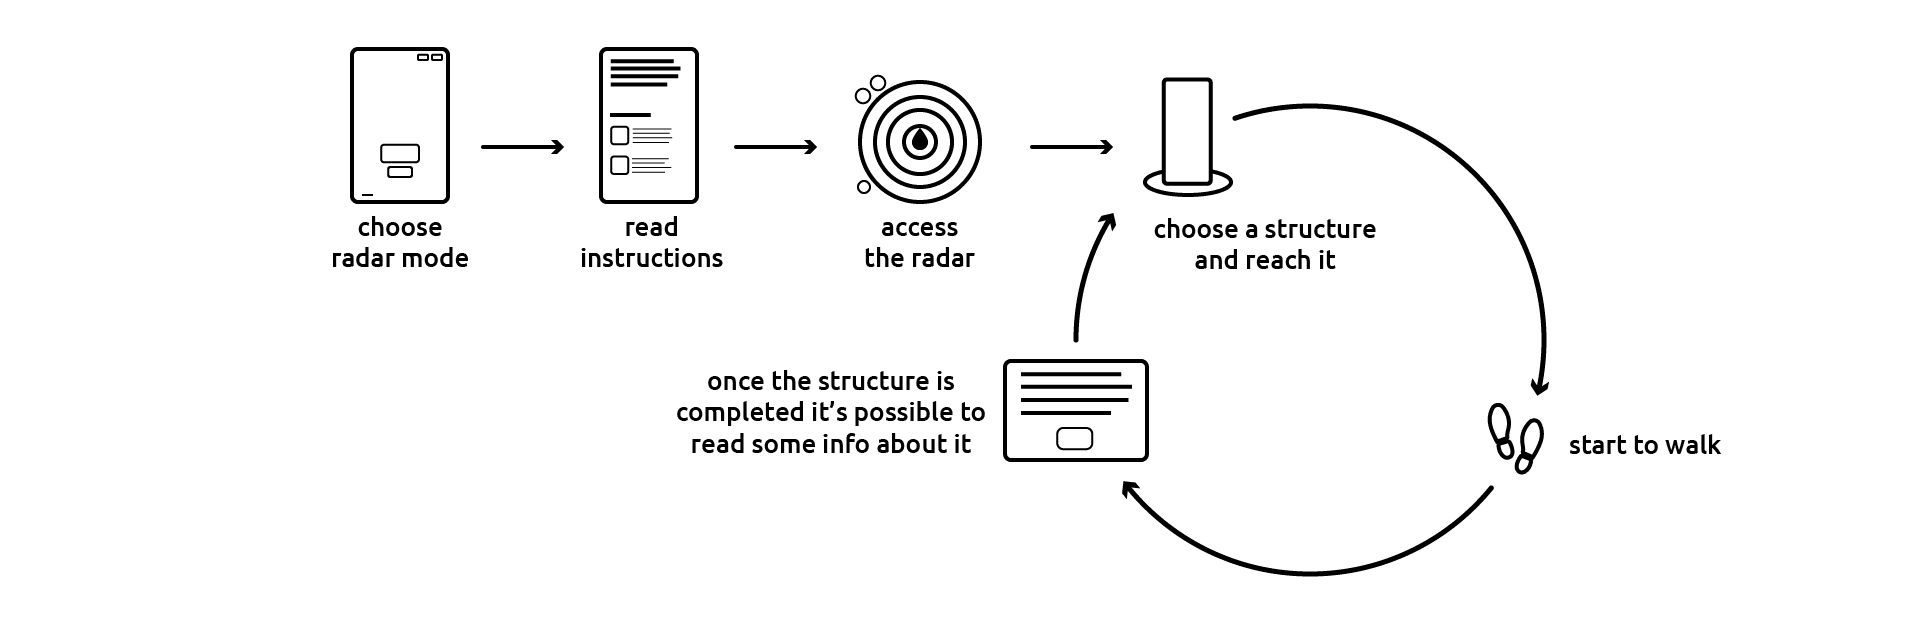 choose
radar mode
read
instructions
access
the radar
choose a structure
and reach it
start to walk
once the structure is
completed it’s possible to
read some info about it